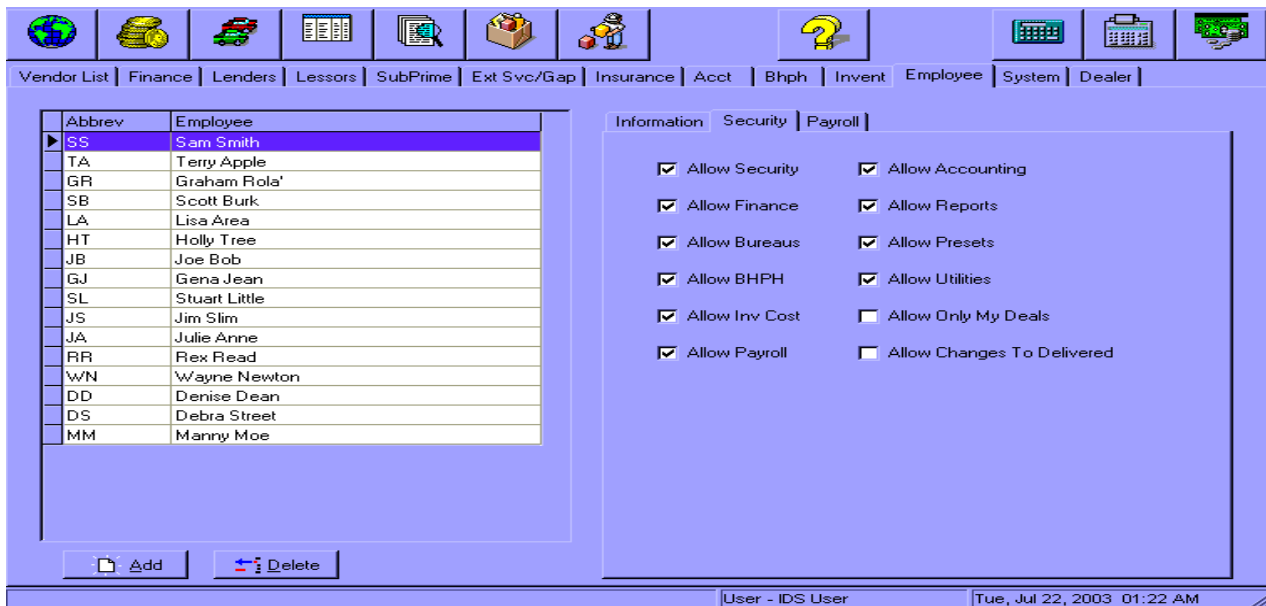 Vendor List Finance Lenders Lessors SubPrime Ext Svc/Gap Insurance Acct Bhph Invent Employee System Dealer
Abbrev Employee
SS Sam Smith
TA Terry Apple
GR Graham Rola'
SB Scott Burk
LA Lisa Area
HT Holly Tree
JB Joe Bob
GJ Gena Jean
SL Stuart Little
JS Jim Slim
JA Julie Anne
RR Rex Read
WN Wayne Newton
DD Denise Dean
DS Debra Street
MM Manny Moe
Add Delete
Information Security Payroll
Allow Security Allow Accounting
Allow Finance Allow Reports
Allow Bureaus Allow Presets
Allow BHPH Allow Utilities
Allow Inv Cost Allow Only My Deals
Allow Payroll Allow Changes To Delivered
User - IDS User Tue, Jul 22, 2003 01:22 AM